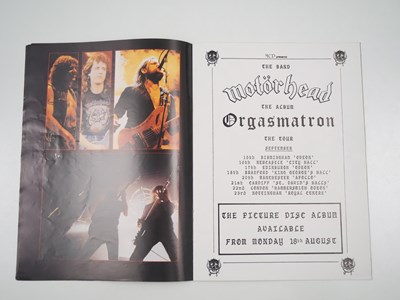 THE BAND
motörhead
THE ALBUM
Orgasmatron
THE TOUR
SEPTEMBER
BIRMINGHAM "ODEON"
NEWCASTLE "CITY HALL"
EDINBURGH
BRADFORD "KING GEORGE'S HALL"
MANCHESTER "APOLLO"
CARDIFF "ST. DAVID'S HALL"
LONDON "HAMMERSMITH ODEON"
NOTTINGHAM "ROYAL CENTRE"
THE PICTURE DISC ALBUM
AVAILABLE
FROM MONDAY 18TH AUGUST